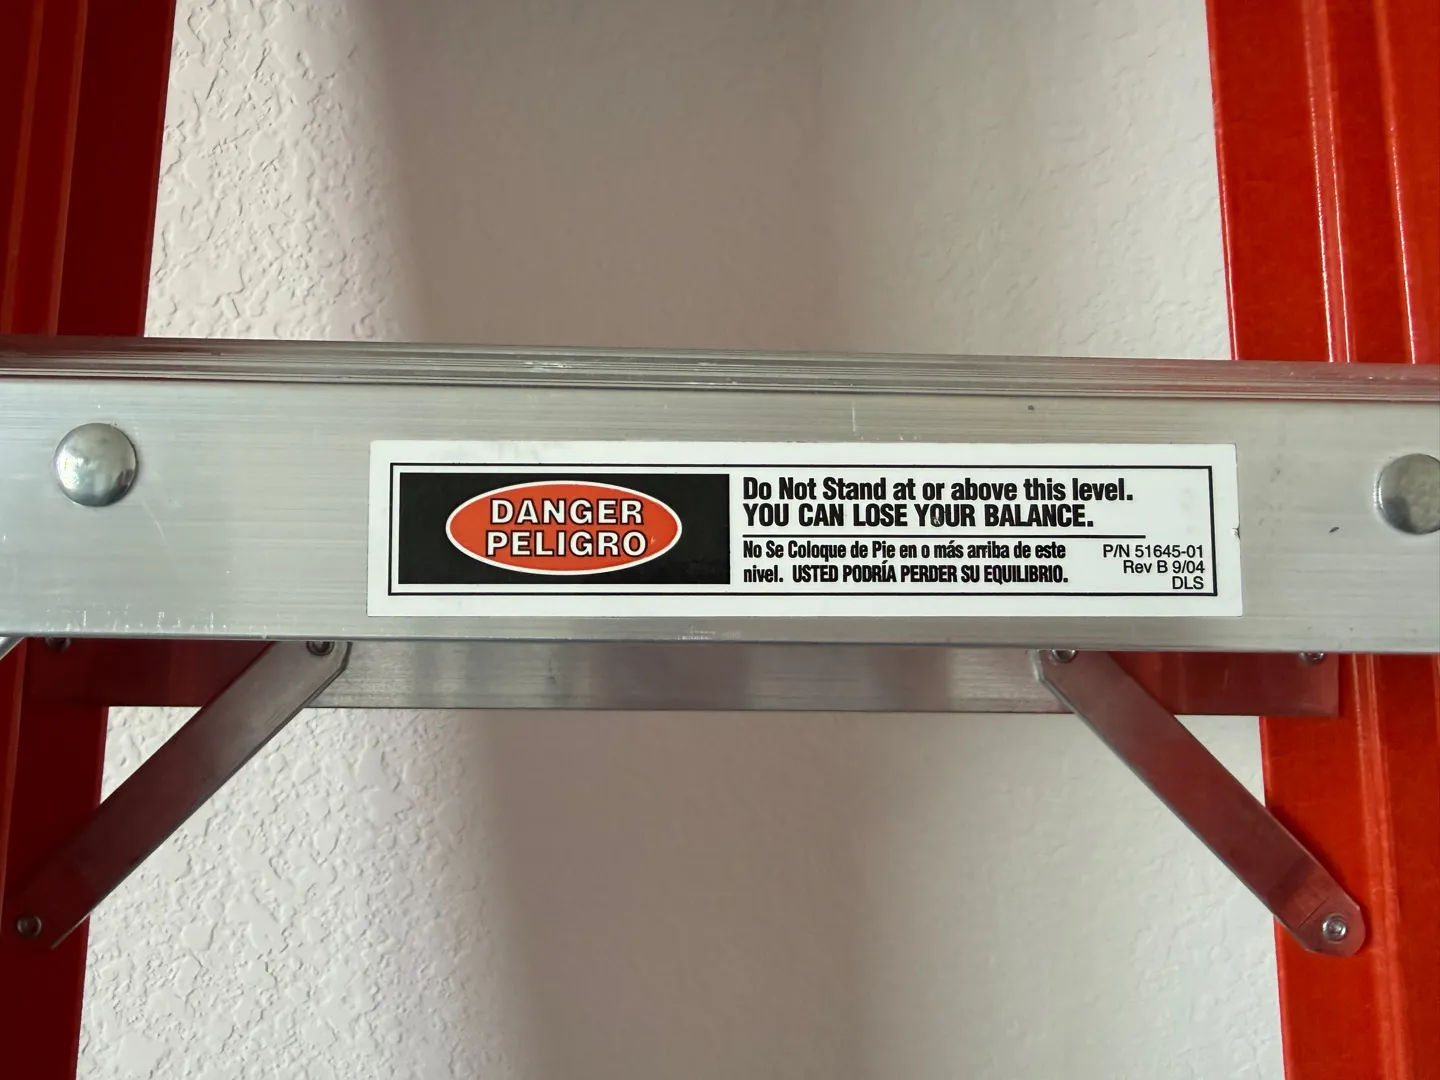 DANGER
PELIGRO
Do Not Stand at or above this level.
YOU CAN LOSE YOUR BALANCE.
No Se Coloque de Pie en o más arriba de este
nivel. USTED PODRÍA PERDER SU EQUILIBRIO.
P/N 51645-01
Rev B 9/04
DLS